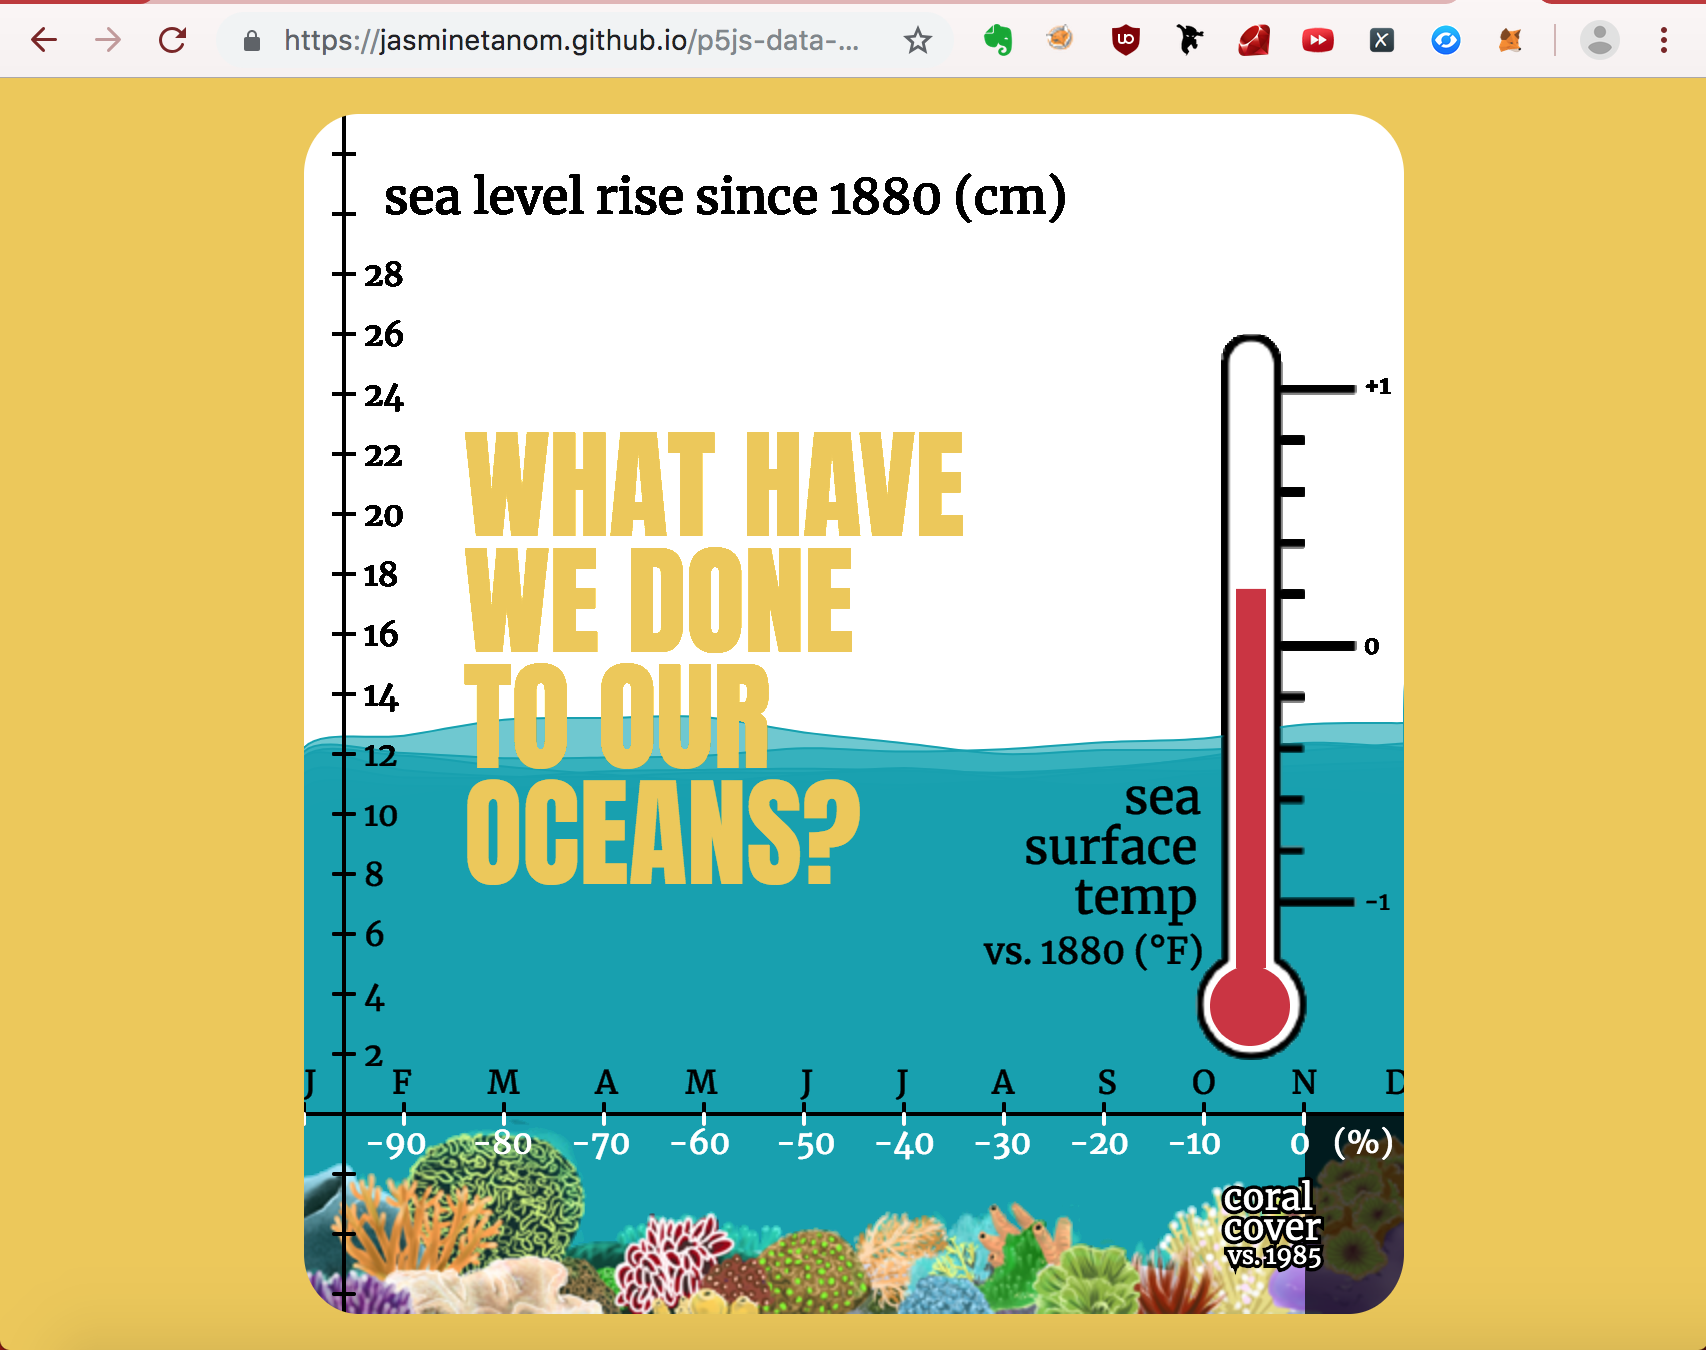 https://jasminetanom.github.io/p5js-data-...
sea level rise since 1880 (cm)
28
26
24
22
20
18
16
14
12
10
8
6
4
2
WHAT HAVE
WE DONE
TO OUR
OCEANS?
+1
0
-1
sea
surface
temp
vs. 1880 (°F)
J F M A M J J A S O N D
-90 -80 -70 -60 -50 -40 -30 -20 -10 0 (%)
coral
cover
vs.1985